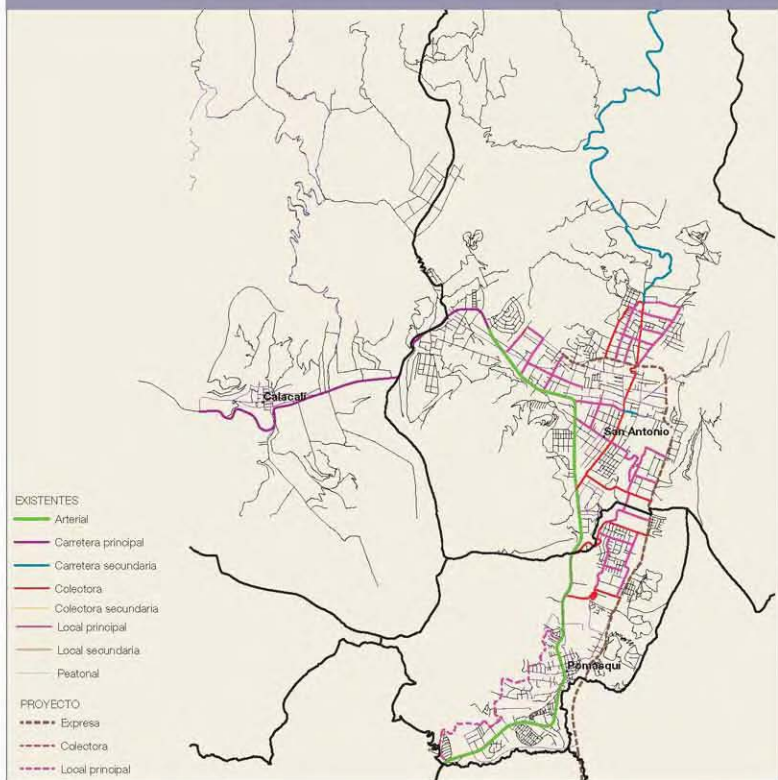 Calacalí
San Antonio
Pomasqui
EXISTENTES
Arterial
Carretera principal
Carretera secundaria
Colectora
Colectora secundaria
Local principal
Local secundaria
Peatonal
PROYECTO
Expresa
Colectora
Local principal